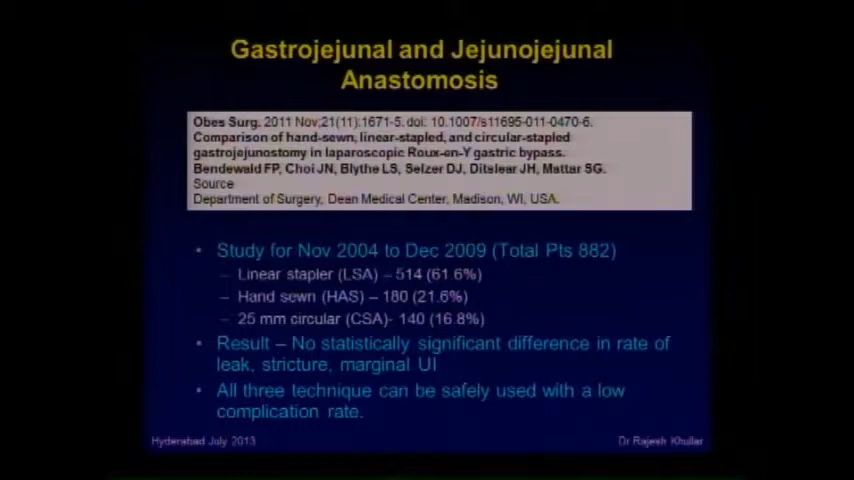 Gastrojejunal and Jejunojejunal
Anastomosis
Obes Surg. 2011 Nov;21(11):1671-5. doi: 10.1007/s11695-011-0470-6.
Comparison of hand-sewn, linear-stapled, and circular-stapled
gastrojejunostomy in laparoscopic Roux-en-Y gastric bypass.
Bendewald FP, Choi JN, Blythe LS, Selzer DJ, Ditslear JH, Mattar SG.
Source
Department of Surgery, Dean Medical Center, Madison, WI, USA.
• Study for Nov 2004 to Dec 2009 (Total Pts 882)
– Linear stapler (LSA) – 514 (61.6%)
– Hand sewn (HAS) – 180 (21.6%)
– 25 mm circular (CSA)- 140 (16.8%)
• Result – No statistically significant difference in rate of
leak, stricture, marginal Ul
• All three technique can be safely used with a low
complication rate.
Hyderabad July 2013
Dr Rajesh Khullar